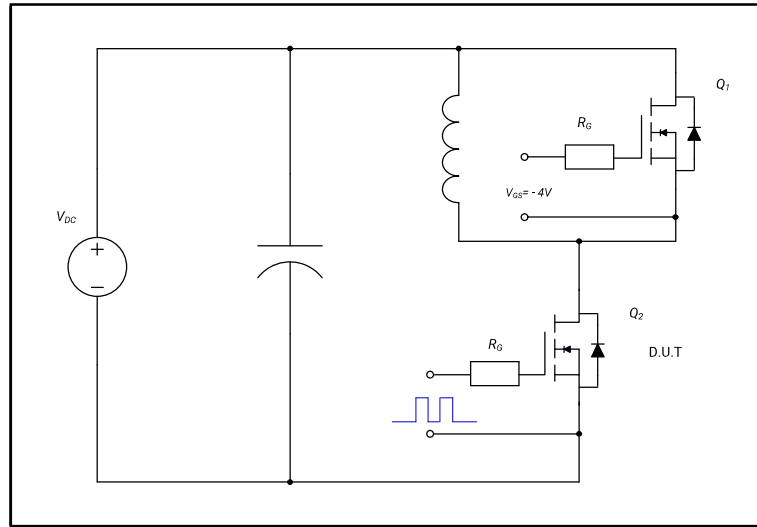 Q1
RG
VGS= - 4V
VDC
+
−
Q2
RG
D.U.T